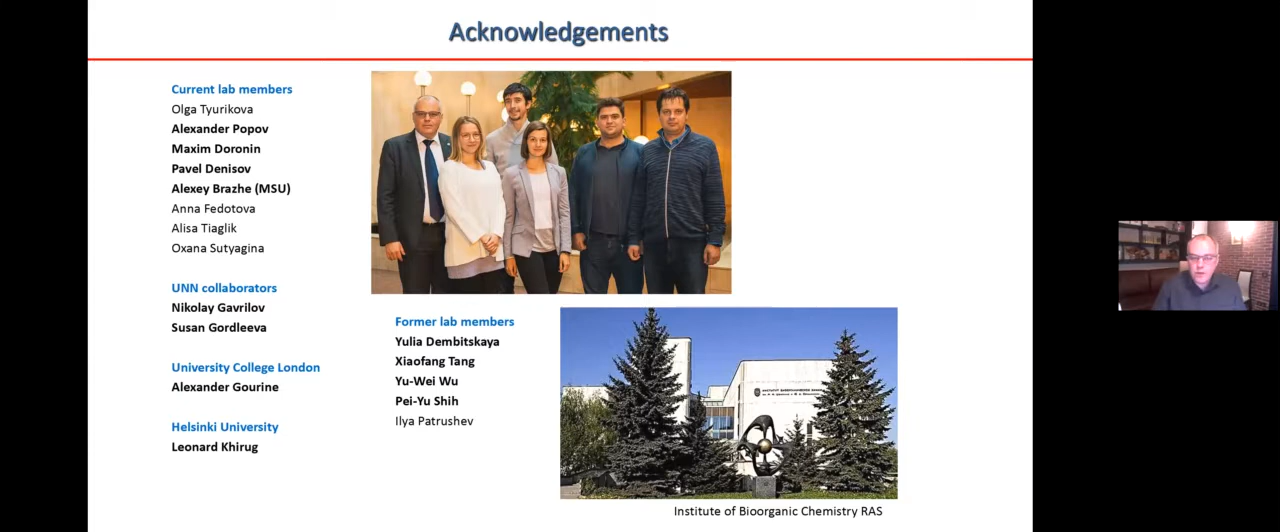 Acknowledgements
Current lab members
Olga Tyurikova
Alexander Popov
Maxim Doronin
Pavel Denisov
Alexey Brazhe (MSU)
Anna Fedotova
Alisa Tiaglik
Oxana Sutyagina
UNN collaborators
Nikolay Gavrilov
Susan Gordleeva
University College London
Alexander Gourine
Helsinki University
Leonard Khirug
Former lab members
Yulia Dembitskaya
Xiaofang Tang
Yu-Wei Wu
Pei-Yu Shih
Ilya Patrushev
Institute of Bioorganic Chemistry RAS